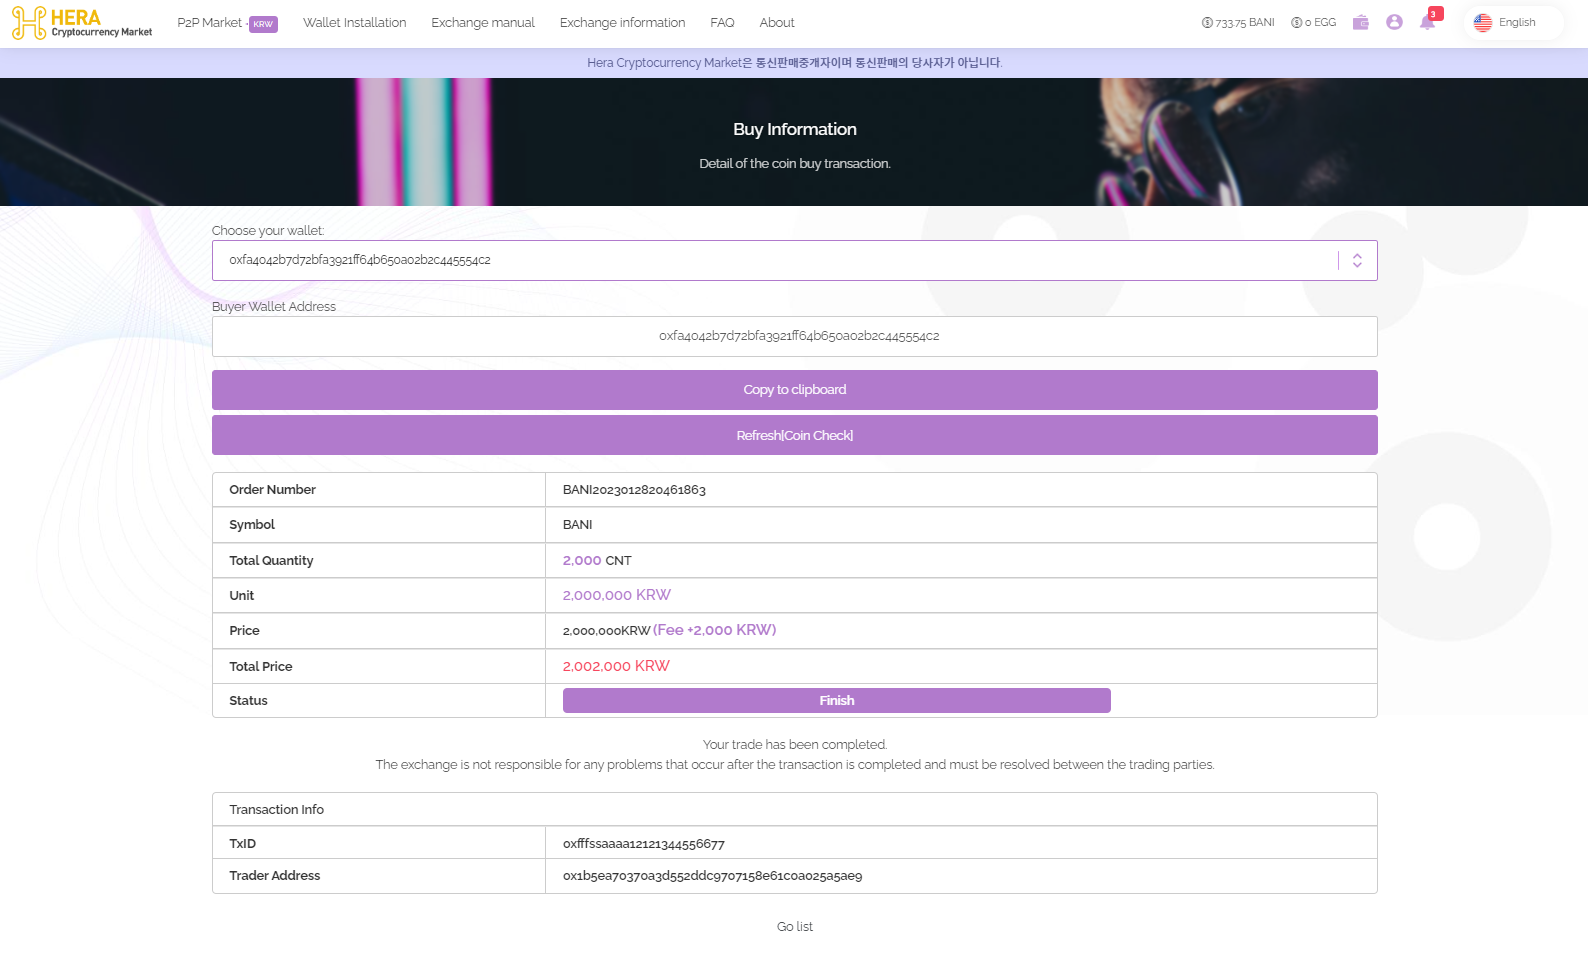 HERA
Cryptocurrency Market
P2P Market - KRW
Wallet Installation
Exchange manual
Exchange information
FAQ
About
733.75 BANI
0 EGG
3
English
Hera Cryptocurrency Market은 통신판매중개자이며 통신판매의 당사자가 아닙니다.
Buy Information
Detail of the coin buy transaction.
Choose your wallet:
0xfa4042b7d72bfa3921ff64b650a02b2c445554c2
Buyer Wallet Address
0xfa4042b7d72bfa3921ff64b650a02b2c445554c2
Copy to clipboard
Refresh[Coin Check]
Order Number BANI2023012820461863
Symbol BANI
Total Quantity 2,000 CNT
Unit 2,000,000 KRW
Price 2,000,000KRW (Fee +2,000 KRW)
Total Price 2,002,000 KRW
Status Finish
Your trade has been completed.
The exchange is not responsible for any problems that occur after the transaction is completed and must be resolved between the trading parties.
Transaction Info
TxID 0xfffssaaaa12121344556677
Trader Address 0x1b5ea70370a3d552ddc9707158e61c0a025a5ae9
Go list